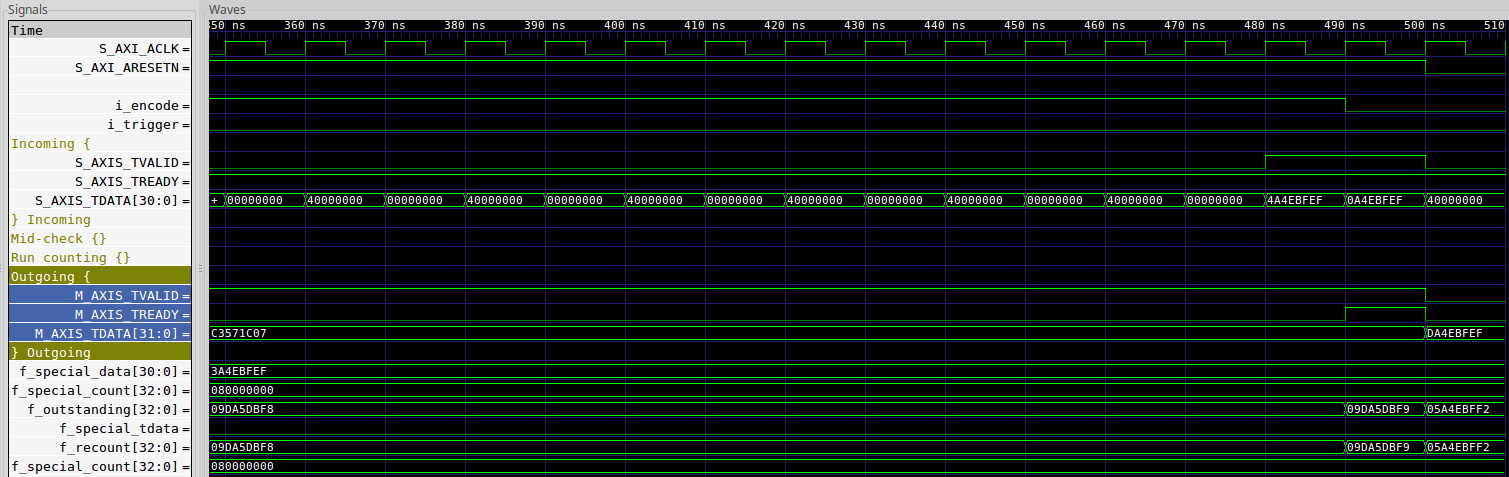 Signals Waves
Time 350 ns 360 ns 370 ns 380 ns 390 ns 400 ns 410 ns 420 ns 430 ns 440 ns 450 ns 460 ns 470 ns 480 ns 490 ns 500 ns 510
S_AXI_ACLK =
S_AXI_ARESETN =
i_encode =
i_trigger =
Incoming {
S_AXIS_TVALID =
S_AXIS_TREADY =
S_AXIS_TDATA[30:0] = + 00000000 40000000 00000000 40000000 00000000 40000000 00000000 40000000 00000000 40000000 00000000 40000000 00000000 4A4EBFEF 0A4EBFEF 40000000
} Incoming
Mid-check {}
Run counting {}
Outgoing {
M_AXIS_TVALID =
M_AXIS_TREADY =
M_AXIS_TDATA[31:0] = C3571C07 DA4EBFEF
} Outgoing
f_special_data[30:0] = 3A4EBFEF
f_special_count[32:0] = 080000000
f_outstanding[32:0] = 09DA5DBF8 09DA5DBF9 05A4EBFF2
f_special_tdata =
f_recount[32:0] = 09DA5DBF8 09DA5DBF9 05A4EBFF2
f_special_count[32:0] = 080000000